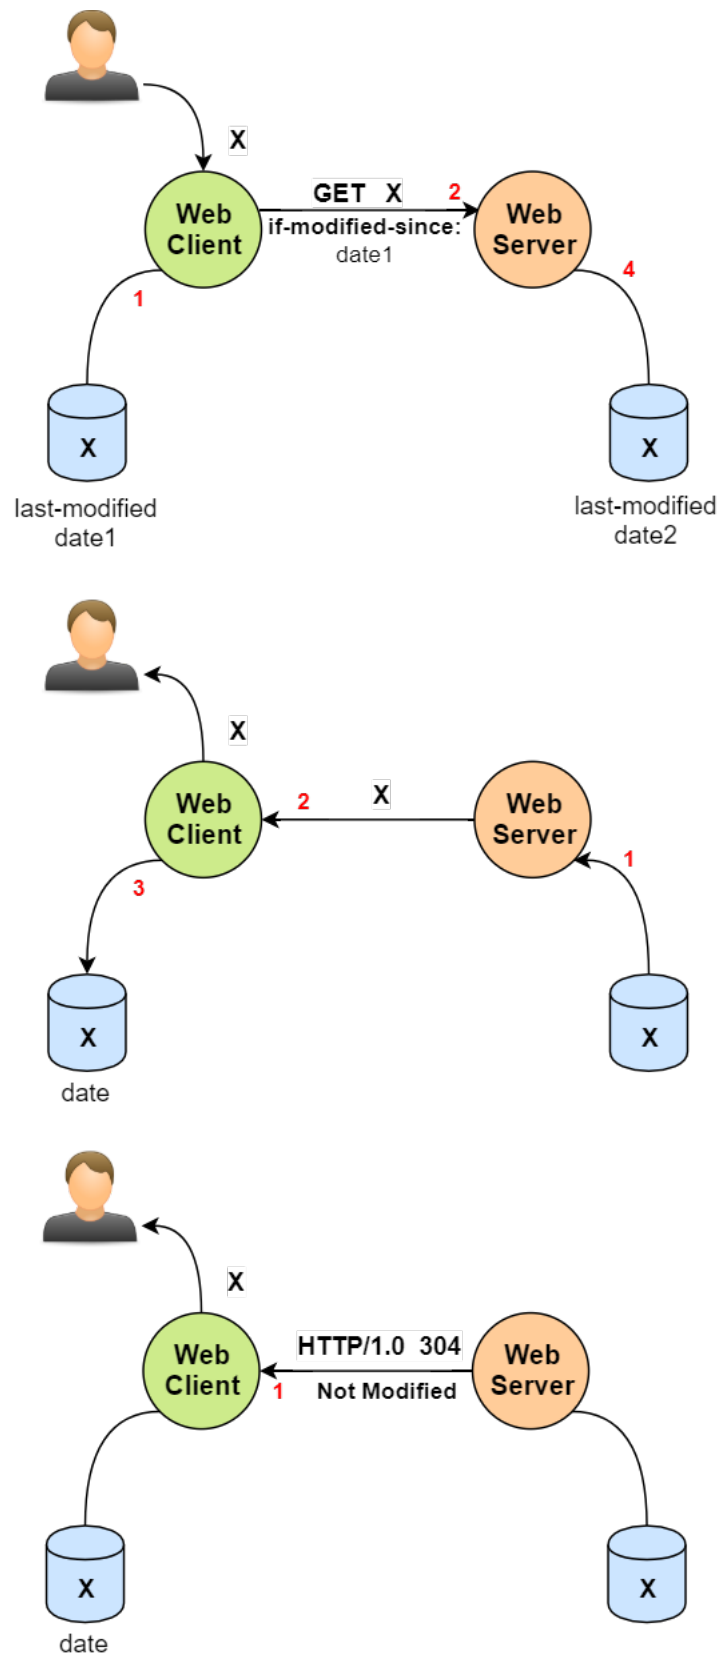 X
GET X 2
Web
Client
if-modified-since:
date1
Web
Server
1
4
X
X
last-modified
date1
last-modified
date2
X
Web
Client
2
X
Web
Server
3
1
X
X
date
X
Web
Client
HTTP/1.0 304
1
Not Modified
Web
Server
X
X
date